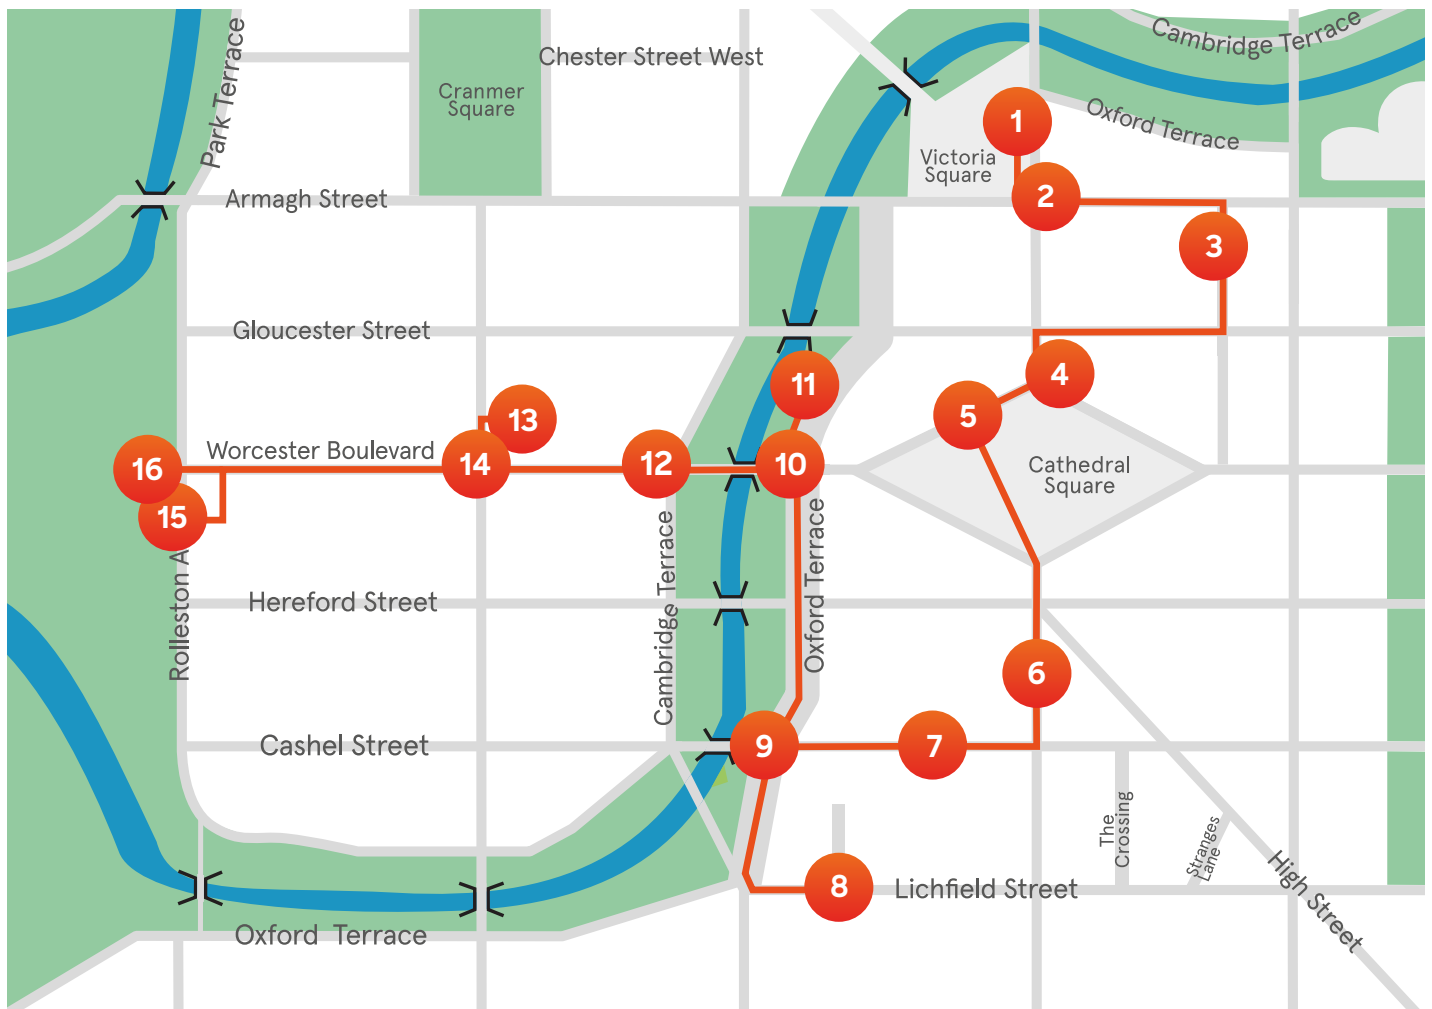 Cambridge Terrace
Chester Street West
Park Terrace
Cranmer
Square
1
Oxford Terrace
Victoria
Square
2
Armagh Street
3
Gloucester Street
4
11
5
13
Worcester Boulevard
16
14
12
10
Cathedral
Square
15
Rolleston A
Cambridge Terrace
Oxford Terrace
Hereford Street
6
Cashel Street
9
7
The
Crossing
Stranges
Lane
8
Lichfield Street
High Street
Oxford Terrace